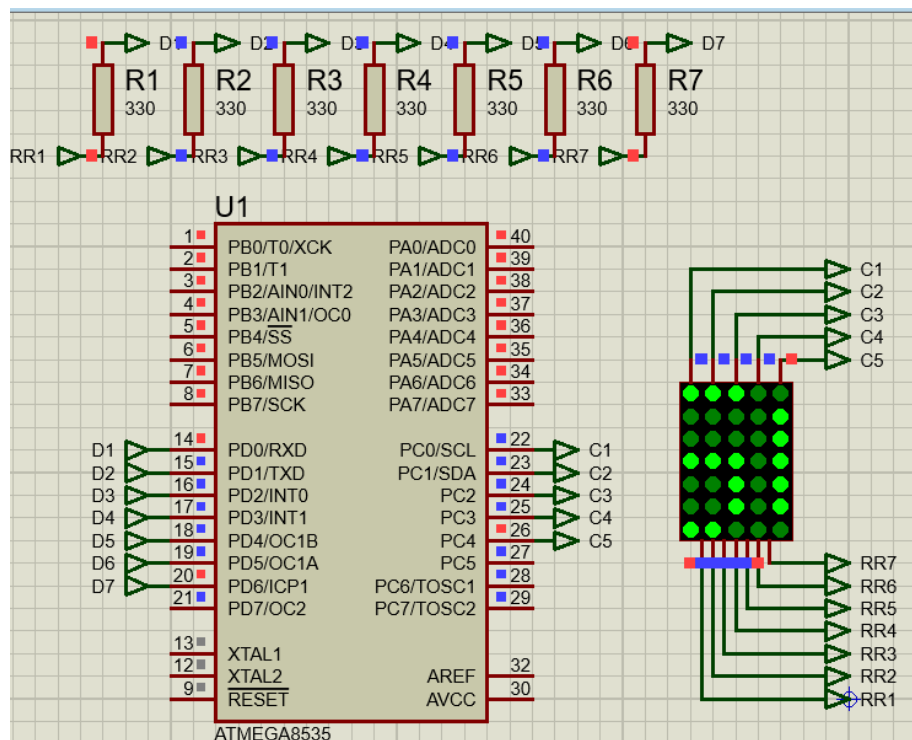 D1 D2 D3 D4 D5 D6 D7
R1 R2 R3 R4 R5 R6 R7
330 330 330 330 330 330 330
RR1 RR2 RR3 RR4 RR5 RR6 RR7
U1
1 PB0/T0/XCK PA0/ADC0 40
2 PB1/T1 PA1/ADC1 39
3 PB2/AIN0/INT2 PA2/ADC2 38
4 PB3/AIN1/OC0 PA3/ADC3 37
5 PB4/SS PA4/ADC4 36
6 PB5/MOSI PA5/ADC5 35
7 PB6/MISO PA6/ADC6 34
8 PB7/SCK PA7/ADC7 33
D1 14 PD0/RXD PC0/SCL 22 C1
D2 15 PD1/TXD PC1/SDA 23 C2
D3 16 PD2/INT0 PC2 24 C3
D4 17 PD3/INT1 PC3 25 C4
D5 18 PD4/OC1B PC4 26 C5
D6 19 PD5/OC1A PC5 27
D7 20 PD6/ICP1 PC6/TOSC1 28
21 PD7/OC2 PC7/TOSC2 29
13 XTAL1
12 XTAL2 AREF 32
9 RESET AVCC 30
ATMEGA8535
C1
C2
C3
C4
C5
RR7
RR6
RR5
RR4
RR3
RR2
RR1